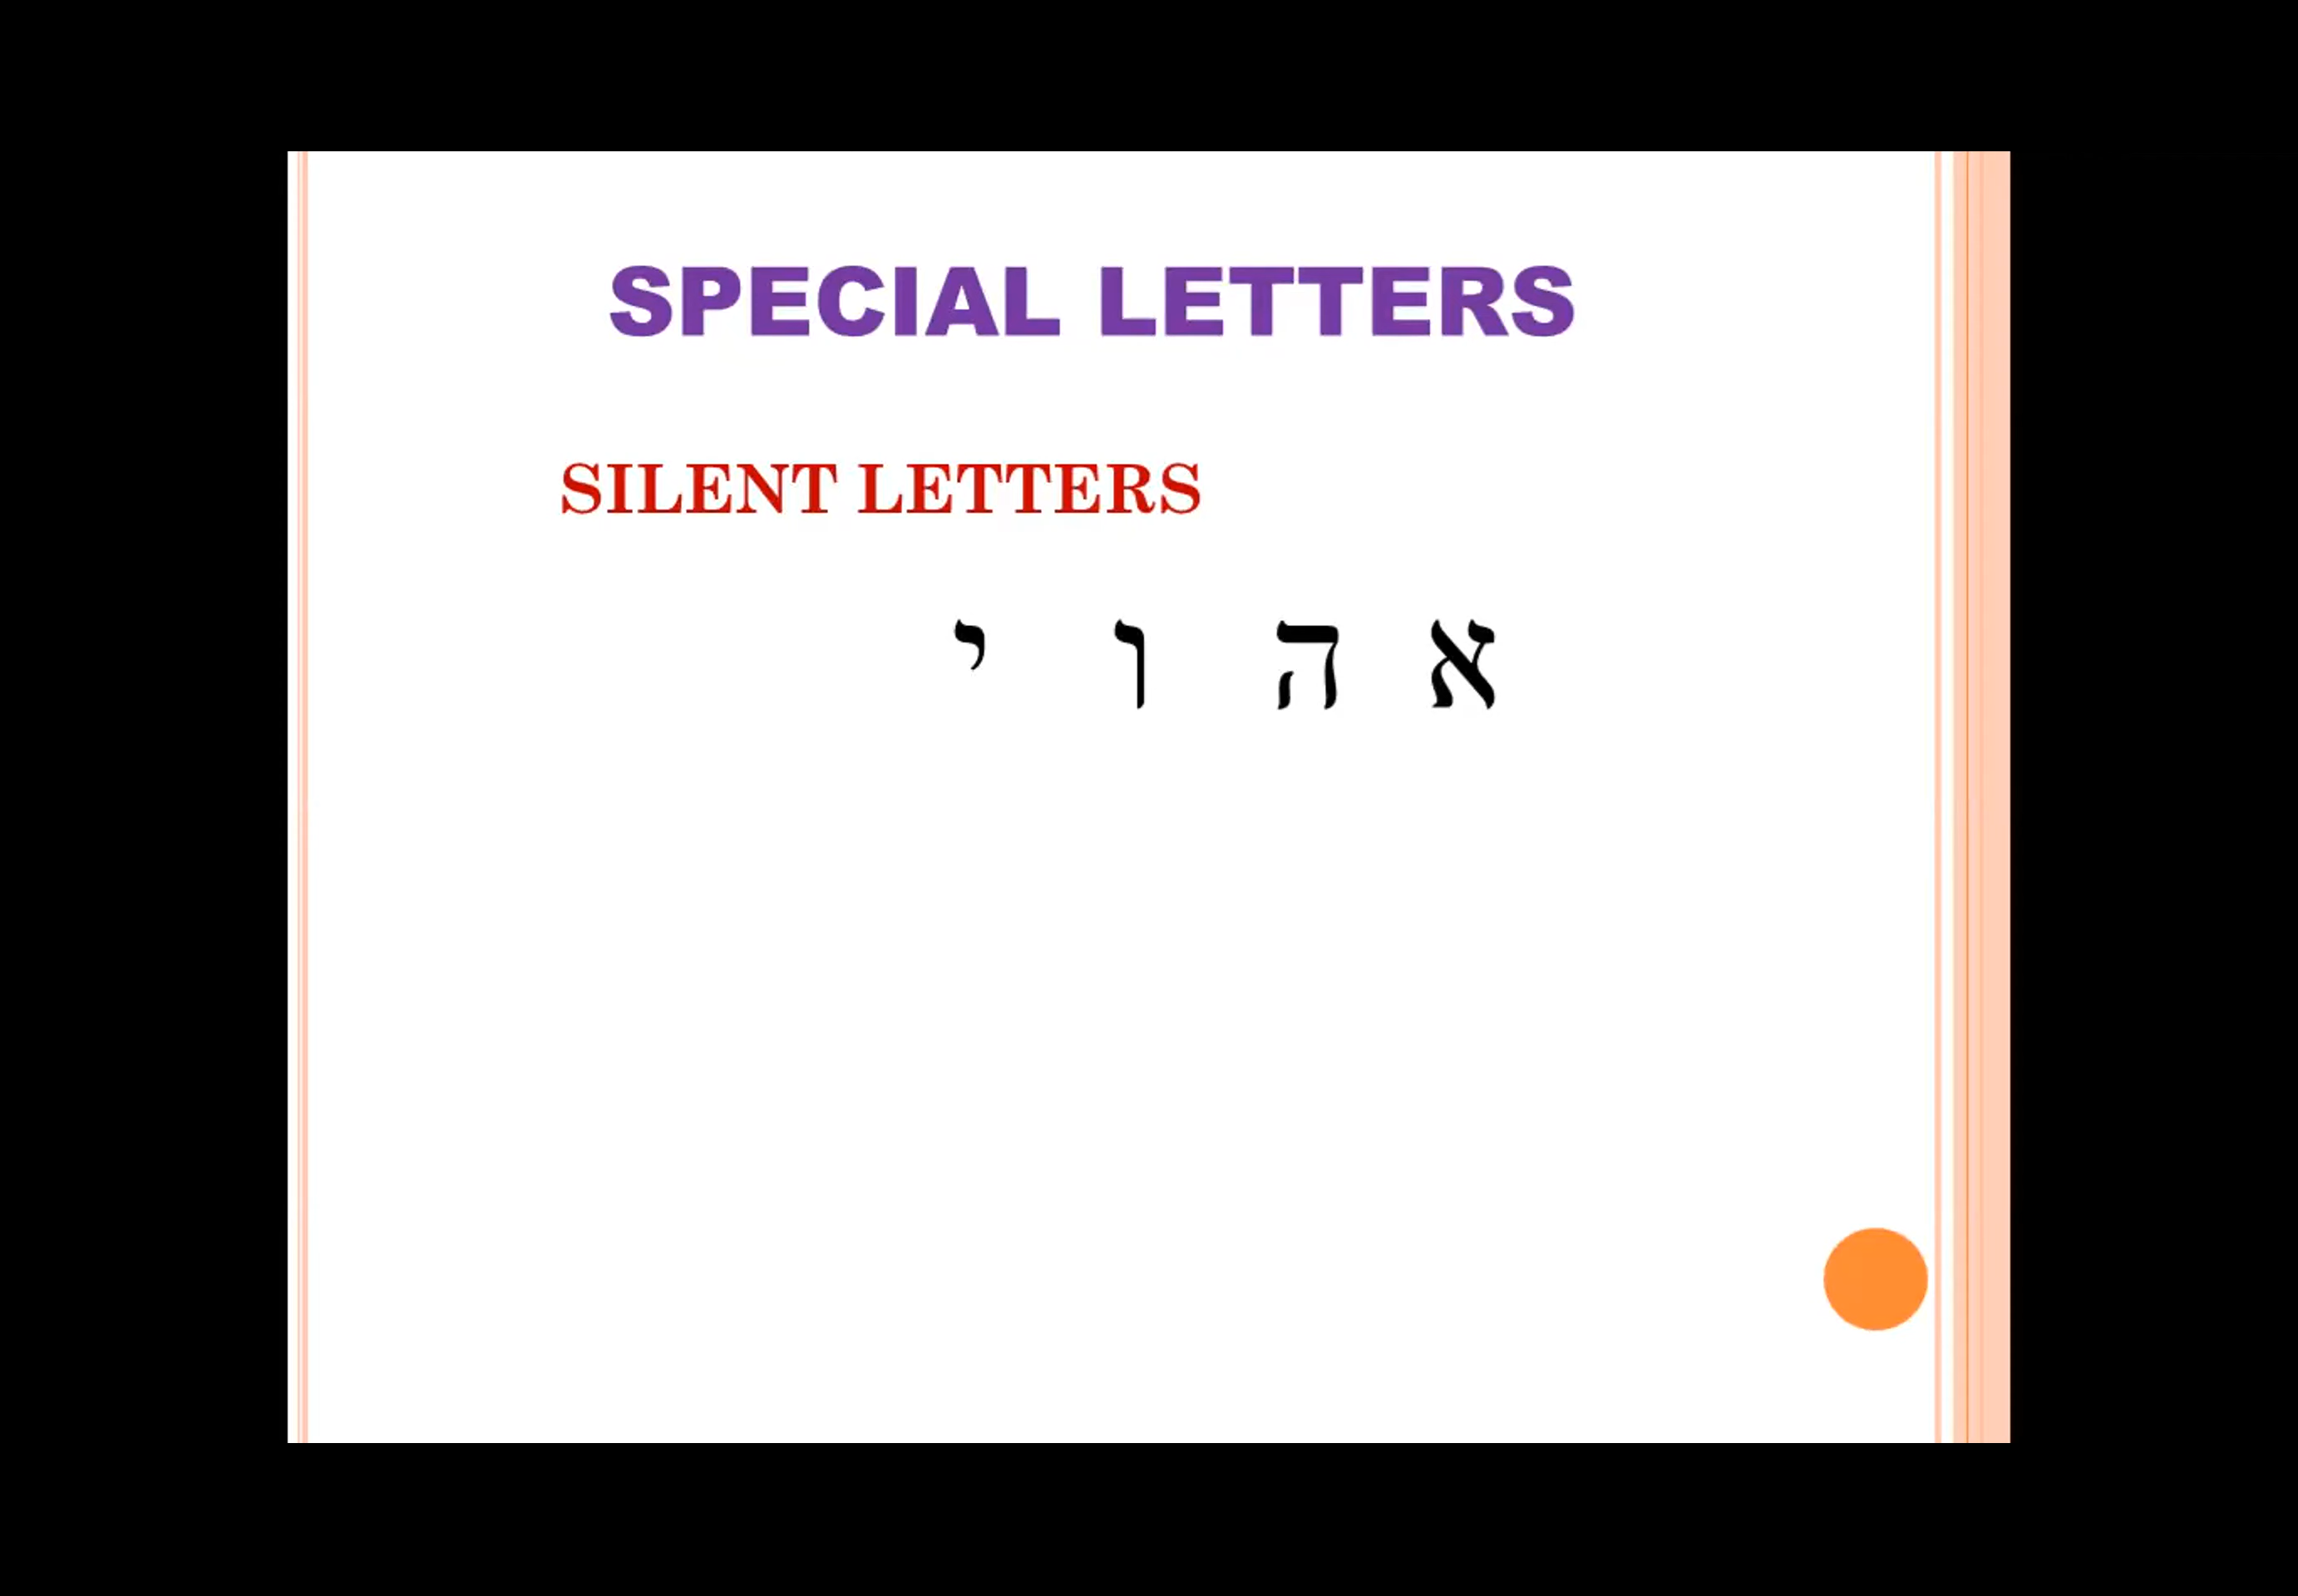 SPECIAL LETTERS
SILENT LETTERS
א ה ו י